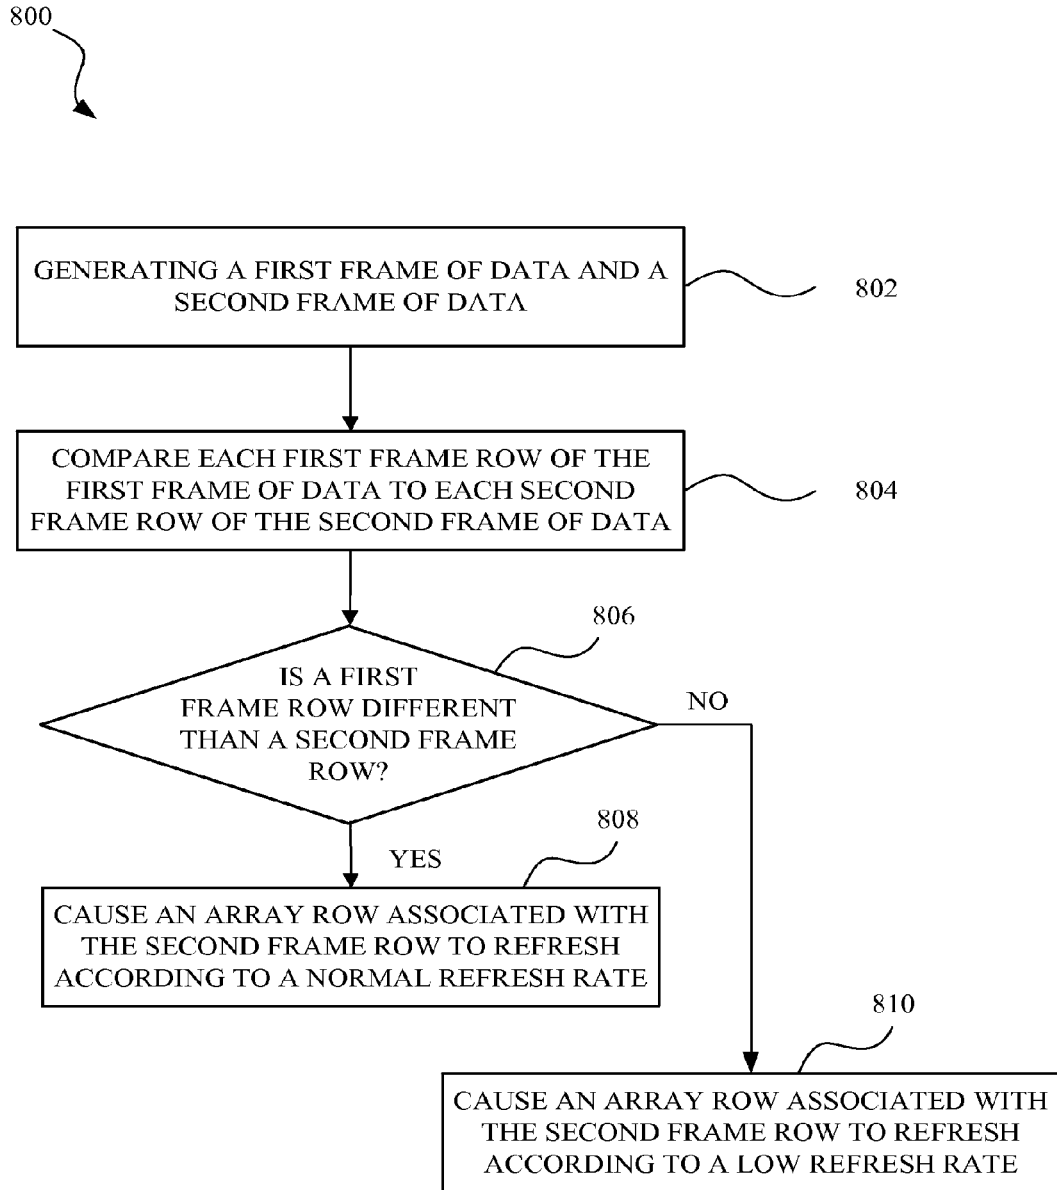 800
GENERATING A FIRST FRAME OF DATA AND A
SECOND FRAME OF DATA
802
COMPARE EACH FIRST FRAME ROW OF THE
FIRST FRAME OF DATA TO EACH SECOND
FRAME ROW OF THE SECOND FRAME OF DATA
804
806
IS A FIRST
FRAME ROW DIFFERENT
THAN A SECOND FRAME
ROW?
NO
YES
808
CAUSE AN ARRAY ROW ASSOCIATED WITH
THE SECOND FRAME ROW TO REFRESH
ACCORDING TO A NORMAL REFRESH RATE
810
CAUSE AN ARRAY ROW ASSOCIATED WITH
THE SECOND FRAME ROW TO REFRESH
ACCORDING TO A LOW REFRESH RATE